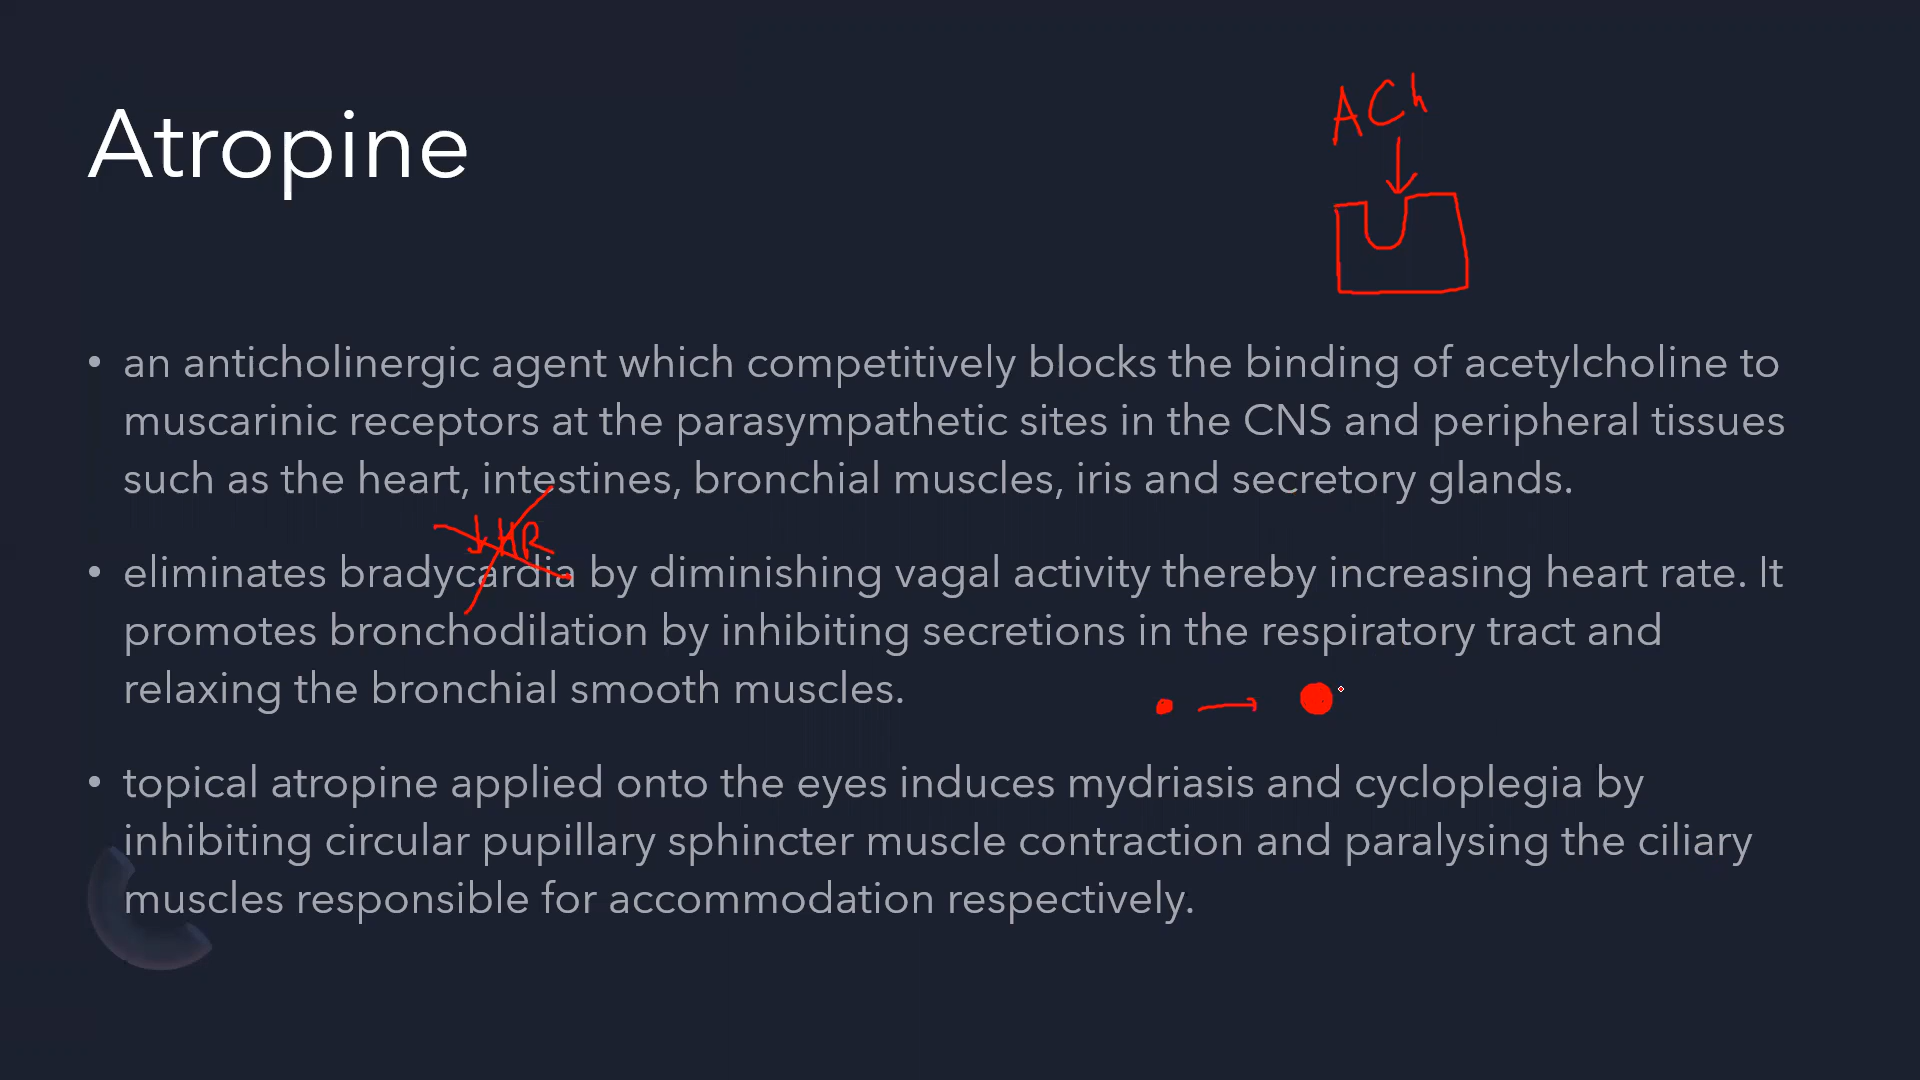 Atropine
ACh
• an anticholinergic agent which competitively blocks the binding of acetylcholine to
muscarinic receptors at the parasympathetic sites in the CNS and peripheral tissues
such as the heart, intestines, bronchial muscles, iris and secretory glands.
↓ HR
• eliminates bradycardia by diminishing vagal activity thereby increasing heart rate. It
promotes bronchodilation by inhibiting secretions in the respiratory tract and
relaxing the bronchial smooth muscles.
• topical atropine applied onto the eyes induces mydriasis and cycloplegia by
inhibiting circular pupillary sphincter muscle contraction and paralysing the ciliary
muscles responsible for accommodation respectively.